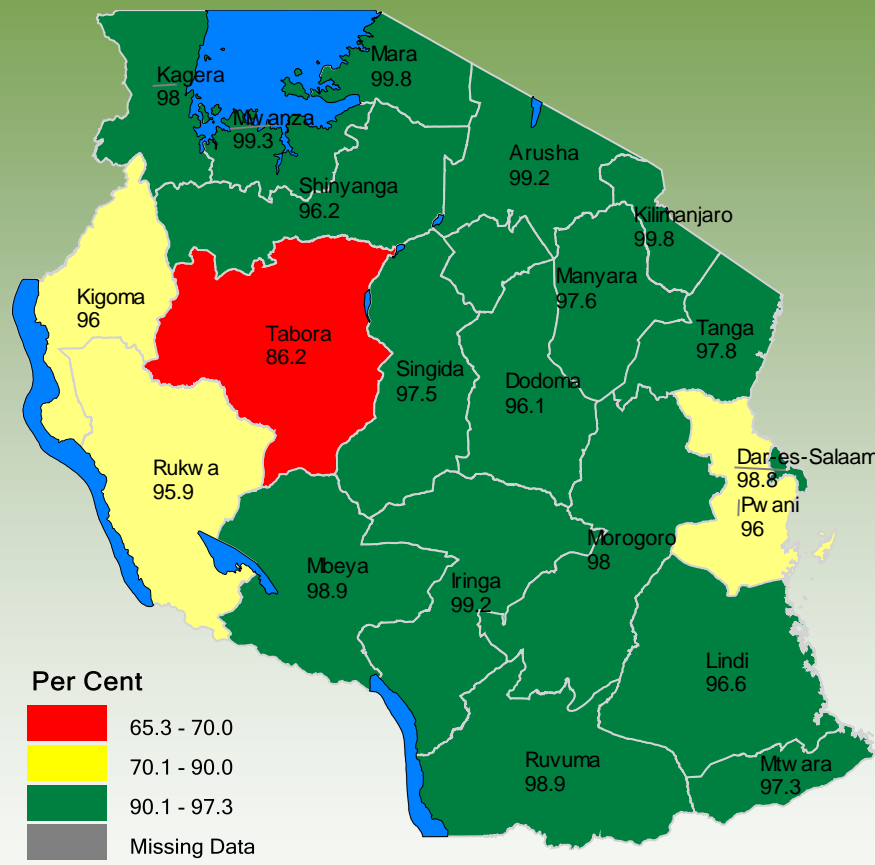 Mara
99.8
Kagera
98
Mwanza
99.3
Arusha
99.2
Shinyanga
96.2
Kilimanjaro
99.8
Manyara
97.6
Kigoma
96
Tabora
86.2
Tanga
97.8
Singida
97.5
Dodoma
96.1
Rukwa
95.9
Dar-es-Salaam
98.8
Pwani
96
Morogoro
98
Mbeya
98.9
Iringa
99.2
Lindi
96.6
Ruvuma
98.9
Mtwara
97.3
Per Cent
65.3 - 70.0
70.1 - 90.0
90.1 - 97.3
Missing Data